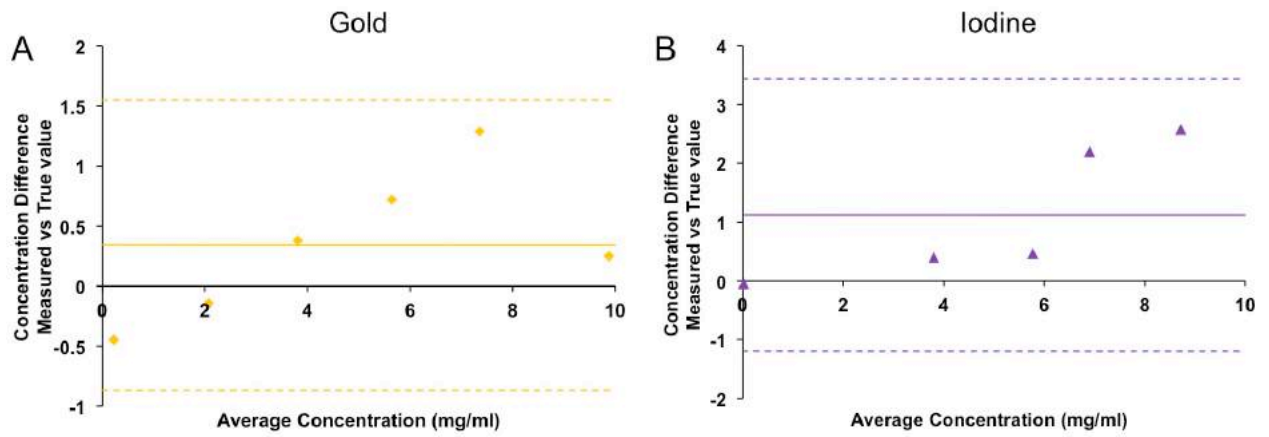 Gold
A
2
1.5
1
0.5
0
-0.5
-1
0 2 4 6 8 10
Concentration Difference
Measured vs True value
Average Concentration (mg/ml)
Iodine
B
4
3
2
1
0
-1
-2
0 2 4 6 8 10
Concentration Difference
Measured vs True value
Average Concentration (mg/ml)